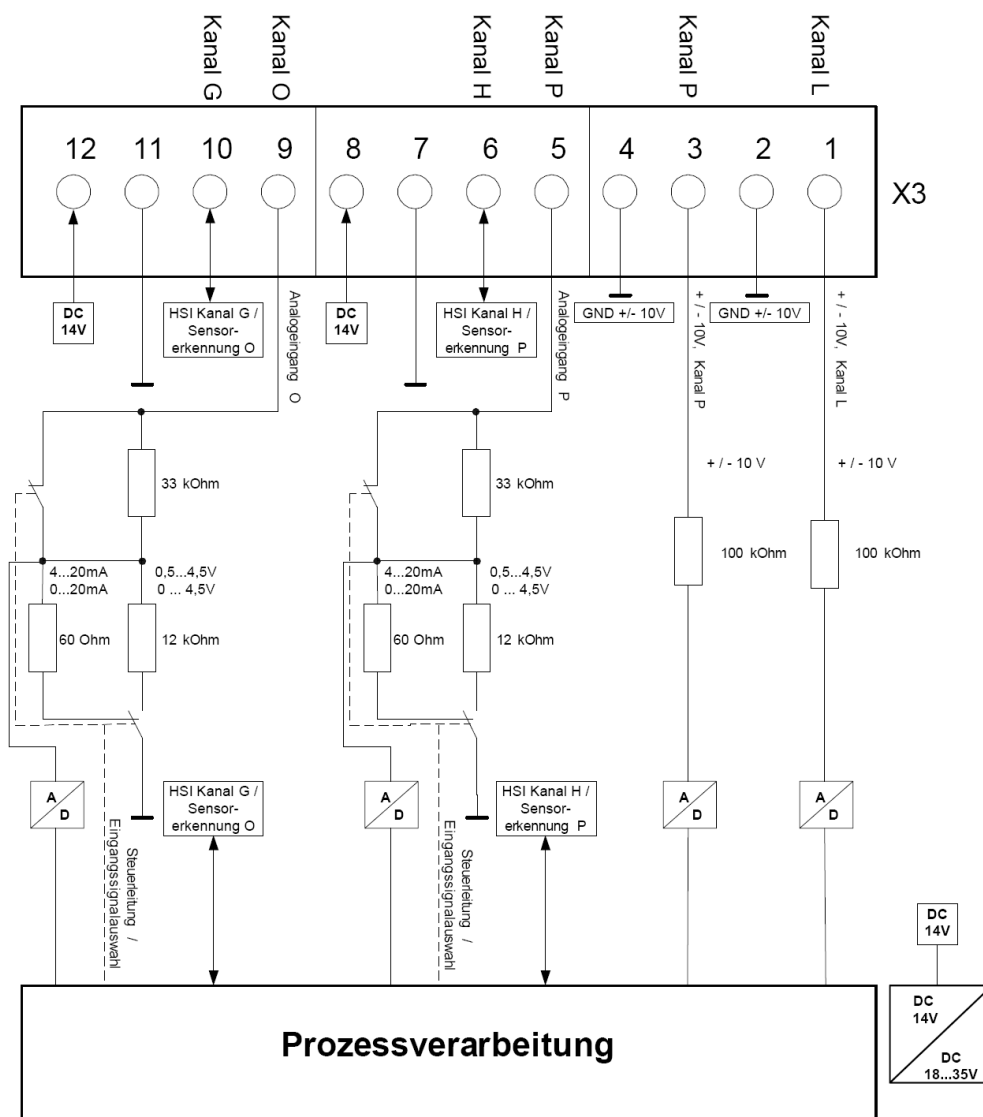 Kanal G
Kanal O
Kanal H
Kanal P
Kanal P
Kanal L
12
11
10
9
8
7
6
5
4
3
2
1
X3
DC
14V
HSI Kanal G /
Sensor-
erkennung O
Analogeingang O
DC
14V
HSI Kanal H /
Sensor-
erkennung P
Analogeingang P
GND +/- 10V
+ / - 10V, Kanal P
GND +/- 10V
+ / - 10V, Kanal L
33 kOhm
33 kOhm
+ / - 10 V
+ / - 10 V
100 kOhm
100 kOhm
4...20mA
0...20mA
0,5...4,5V
0 ... 4,5V
60 Ohm
12 kOhm
4...20mA
0...20mA
0,5...4,5V
0 ... 4,5V
60 Ohm
12 kOhm
A
D
HSI Kanal G /
Sensor-
erkennung O
A
D
HSI Kanal H /
Sensor-
erkennung P
A
D
A
D
Steuerleitung /
Eingangssignalauswahl
Steuerleitung /
Eingangssignalauswahl
DC
14V
DC
14V
DC
18...35V
Prozessverarbeitung